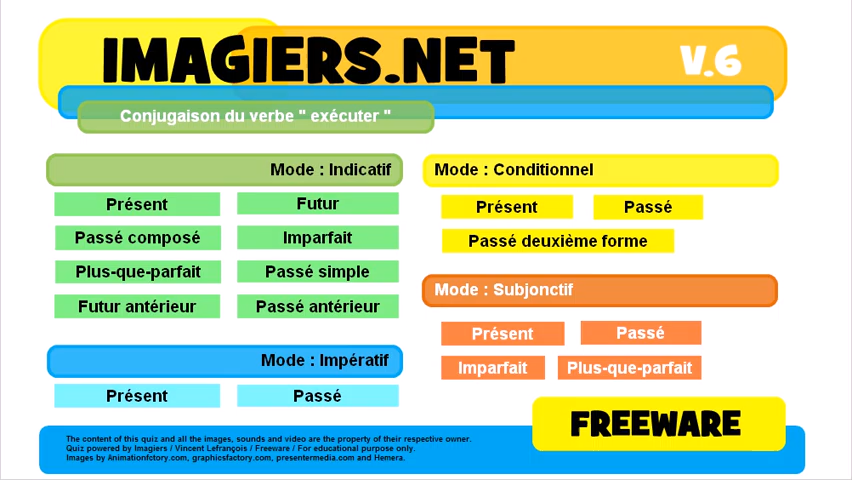 IMAGIERS.NET
V.6
Conjugaison du verbe " exécuter "
Mode : Indicatif
Présent
Futur
Passé composé
Imparfait
Plus-que-parfait
Passé simple
Futur antérieur
Passé antérieur
Mode : Impératif
Présent
Passé
Mode : Conditionnel
Présent
Passé
Passé deuxième forme
Mode : Subjonctif
Présent
Passé
Imparfait
Plus-que-parfait
FREEWARE
The content of this quiz and all the images, sounds and video are the property of their respective owner.
Quiz powered by Imagiers / Vincent Lefrançois / Freeware / For educational purpose only.
Images by Animationfctory.com, graphicsfactory.com, presentermedia.com and Hemera.